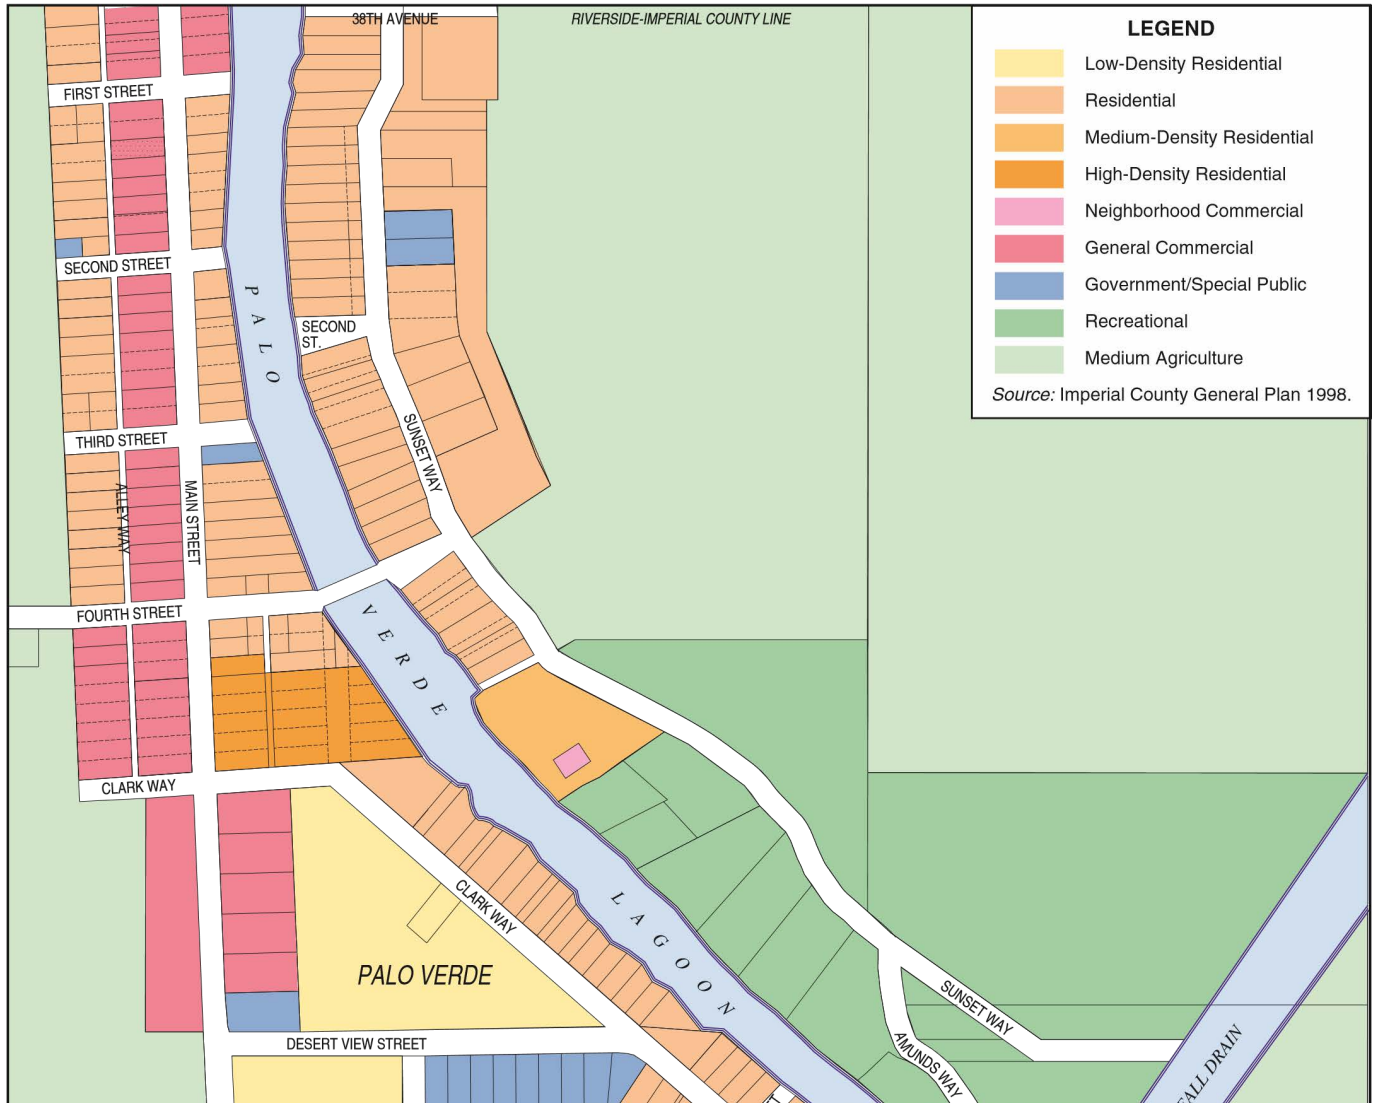 38TH AVENUE
RIVERSIDE-IMPERIAL COUNTY LINE
LEGEND
Low-Density Residential
Residential
Medium-Density Residential
High-Density Residential
Neighborhood Commercial
General Commercial
Government/Special Public
Recreational
Medium Agriculture
Source: Imperial County General Plan 1998.
FIRST STREET
SECOND STREET
PALO
SECOND
ST.
THIRD STREET
SUNSET WAY
ALLEY WAY
MAIN STREET
FOURTH STREET
VERDE
CLARK WAY
CLARK WAY
LAGOON
PALO VERDE
SUNSET WAY
DESERT VIEW STREET
AMUNDS WAY
DRAIN